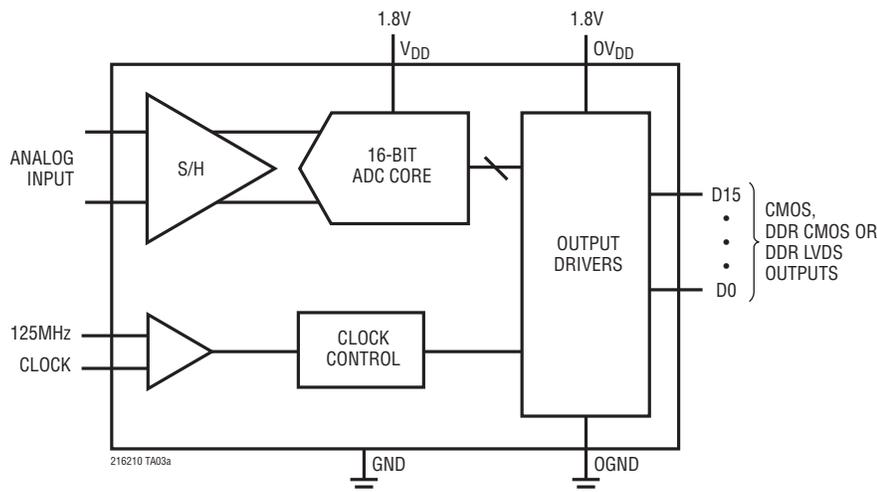 1.8V
1.8V
VDD
OVDD
ANALOG
INPUT
S/H
16-BIT
ADC CORE
OUTPUT
DRIVERS
D15
•
•
•
D0
CMOS,
DDR CMOS OR
DDR LVDS
OUTPUTS
125MHz
CLOCK
CLOCK
CONTROL
216210 TA03a
GND
OGND